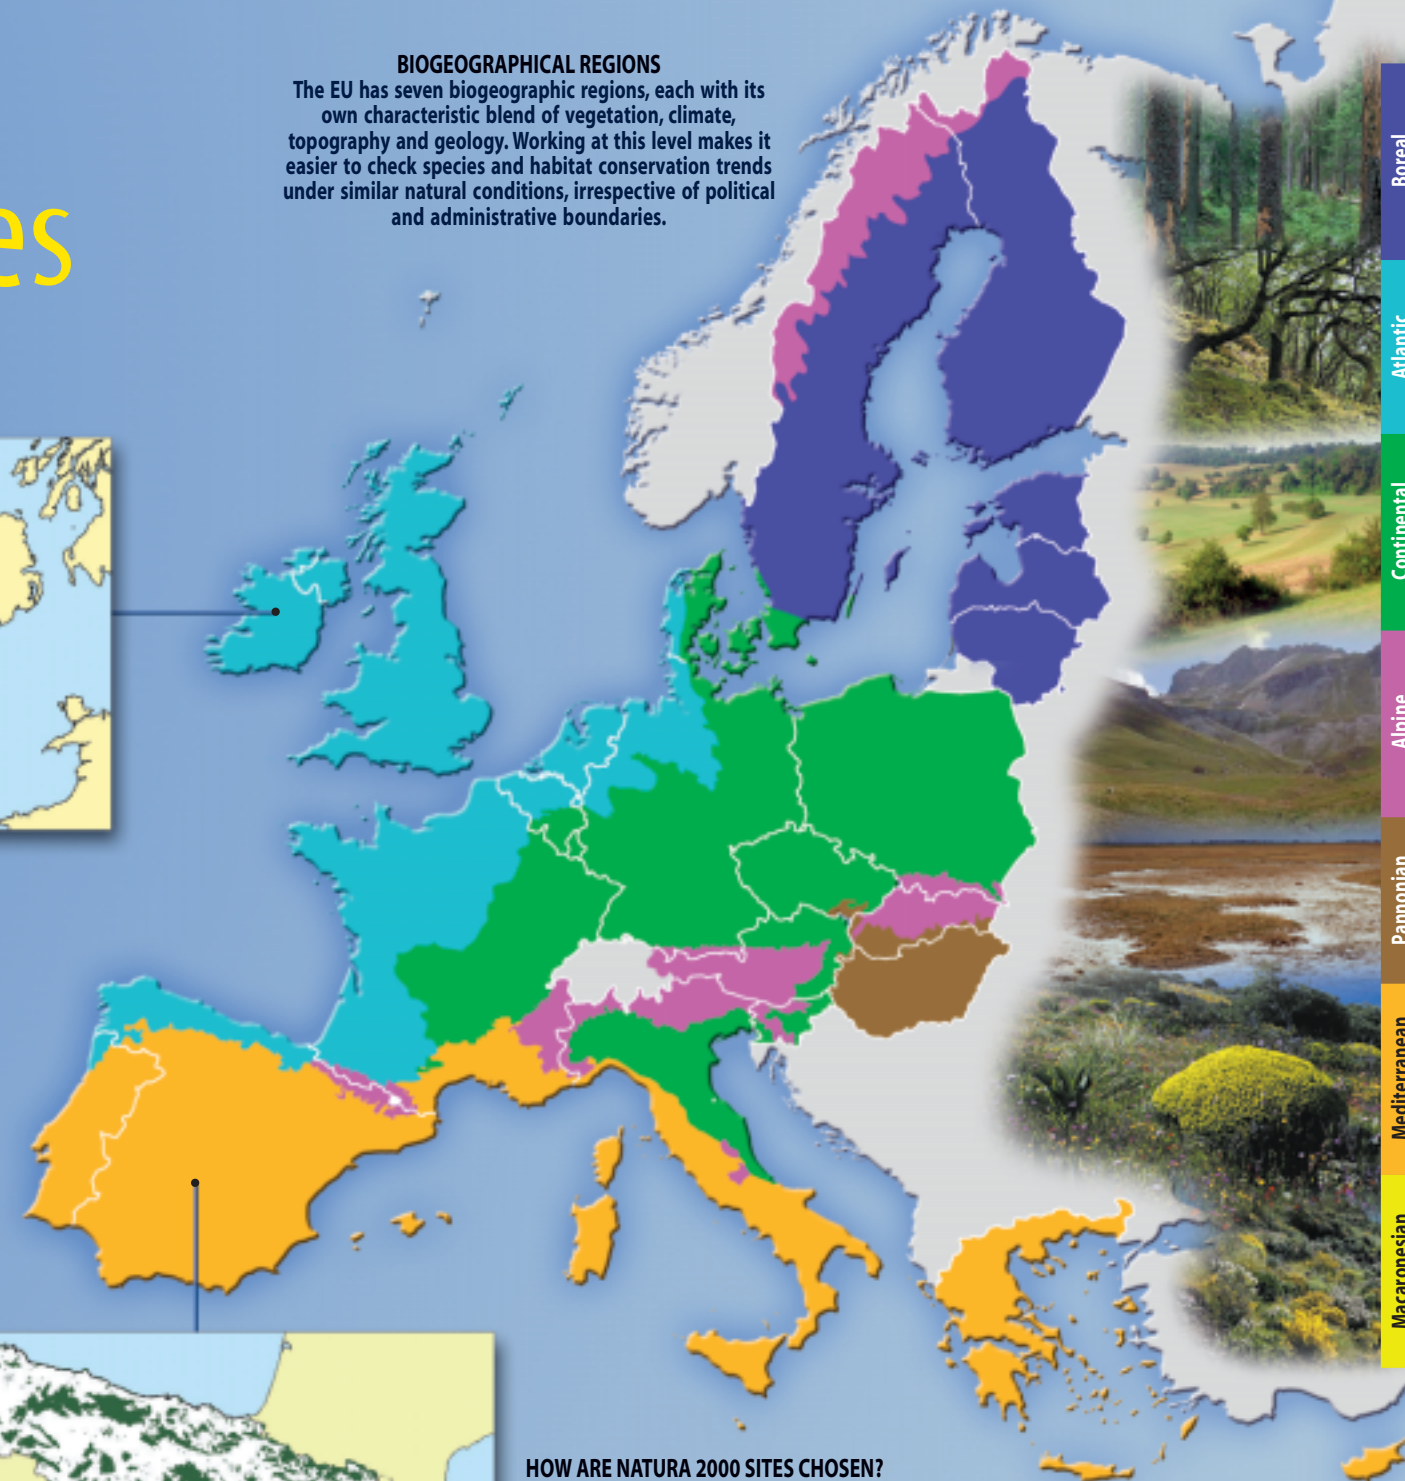 BIOGEOGRAPHICAL REGIONS
The EU has seven biogeographic regions, each with its
own characteristic blend of vegetation, climate,
topography and geology. Working at this level makes it
easier to check species and habitat conservation trends
under similar natural conditions, irrespective of political
and administrative boundaries.
es
Boreal
Atlantic
Continental
Alpine
Pannonian
Mediterranean
Macaronesian
HOW ARE NATURA 2000 SITES CHOSEN?